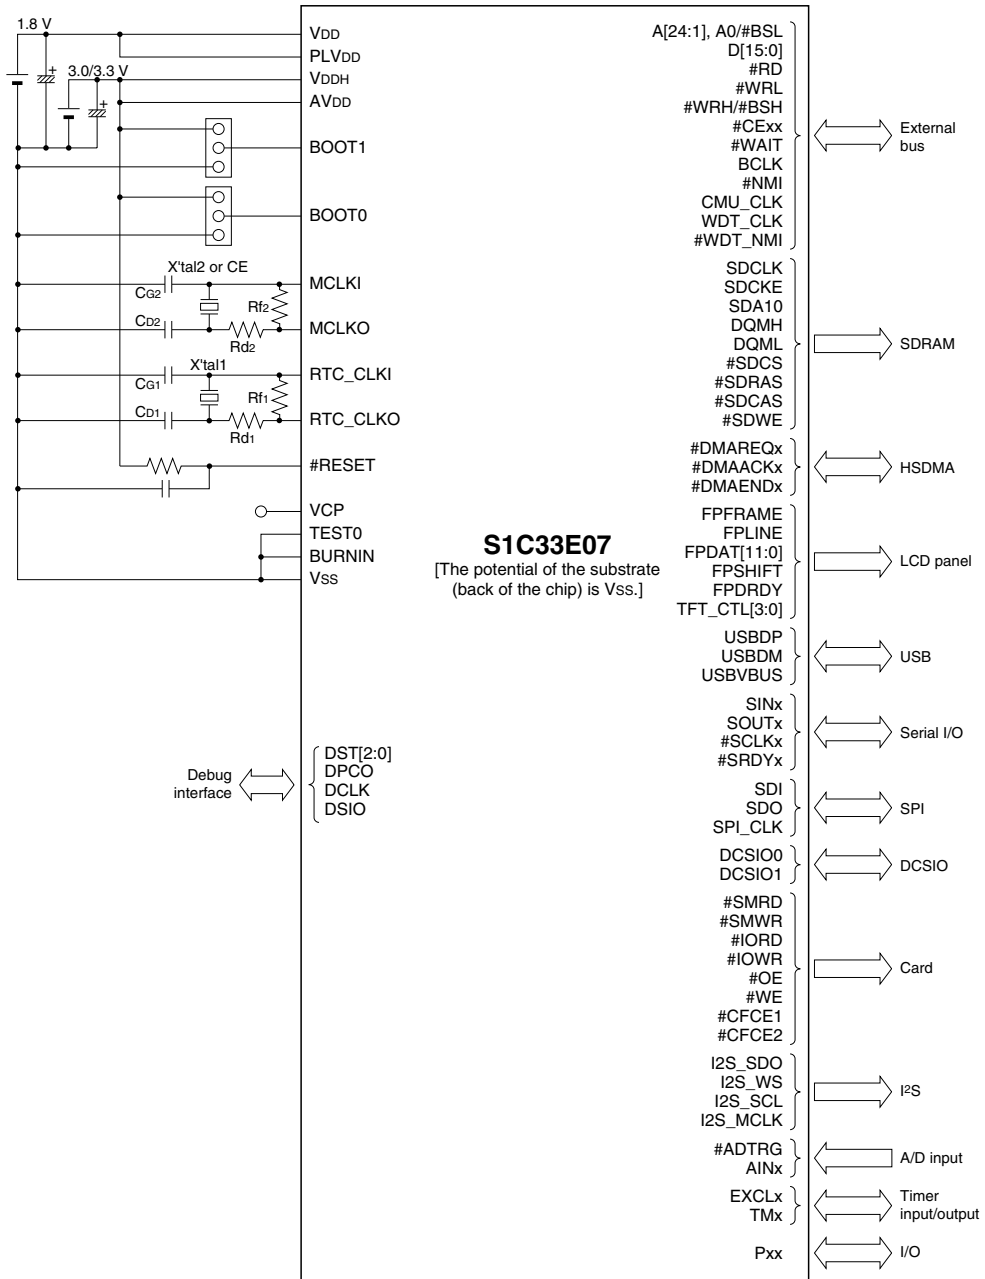 1.8 V
3.0/3.3 V
VDD
PLVDD
VDDH
AVDD
BOOT1
BOOT0
X'tal2 or CE
CG2
Rf2
MCLKI
CD2
Rd2
MCLKO
X'tal1
CG1
Rf1
RTC_CLKI
CD1
Rd1
RTC_CLKO
#RESET
VCP
TEST0
BURNIN
VSS
Debug
interface
DST[2:0]
DPCO
DCLK
DSIO
S1C33E07
[The potential of the substrate
(back of the chip) is VSS.]
A[24:1], A0/#BSL
D[15:0]
#RD
#WRL
#WRH/#BSH
#CExx
#WAIT
BCLK
#NMI
CMU_CLK
WDT_CLK
#WDT_NMI
External
bus
SDCLK
SDCKE
SDA10
DQMH
DQML
#SDCS
#SDRAS
#SDCAS
#SDWE
SDRAM
#DMAREQx
#DMAACKx
#DMAENDx
HSDMA
FPFRAME
FPLINE
FPDAT[11:0]
FPSHIFT
FPDRDY
TFT_CTL[3:0]
LCD panel
USBDP
USBDM
USBVBUS
USB
SINx
SOUTx
#SCLKx
#SRDYx
Serial I/O
SDI
SDO
SPI_CLK
SPI
DCSIO0
DCSIO1
DCSIO
#SMRD
#SMWR
#IORD
#IOWR
#OE
#WE
#CFCE1
#CFCE2
Card
I2S_SDO
I2S_WS
I2S_SCL
I2S_MCLK
I²S
#ADTRG
AINx
A/D input
EXCLx
TMx
Timer
input/output
Pxx
I/O